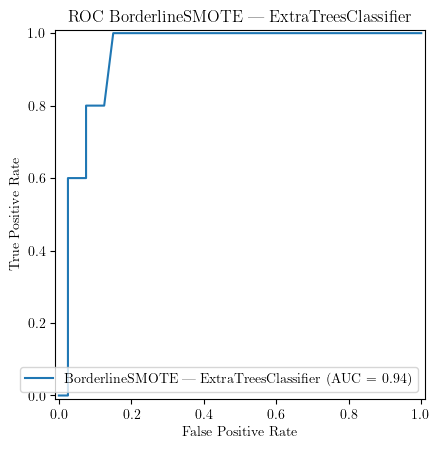 ROC BorderlineSMOTE — ExtraTreesClassifier
1.0
0.8
0.6
0.4
0.2
0.0
True Positive Rate
BorderlineSMOTE — ExtraTreesClassifier (AUC = 0.94)
0.0 0.2 0.4 0.6 0.8 1.0
False Positive Rate